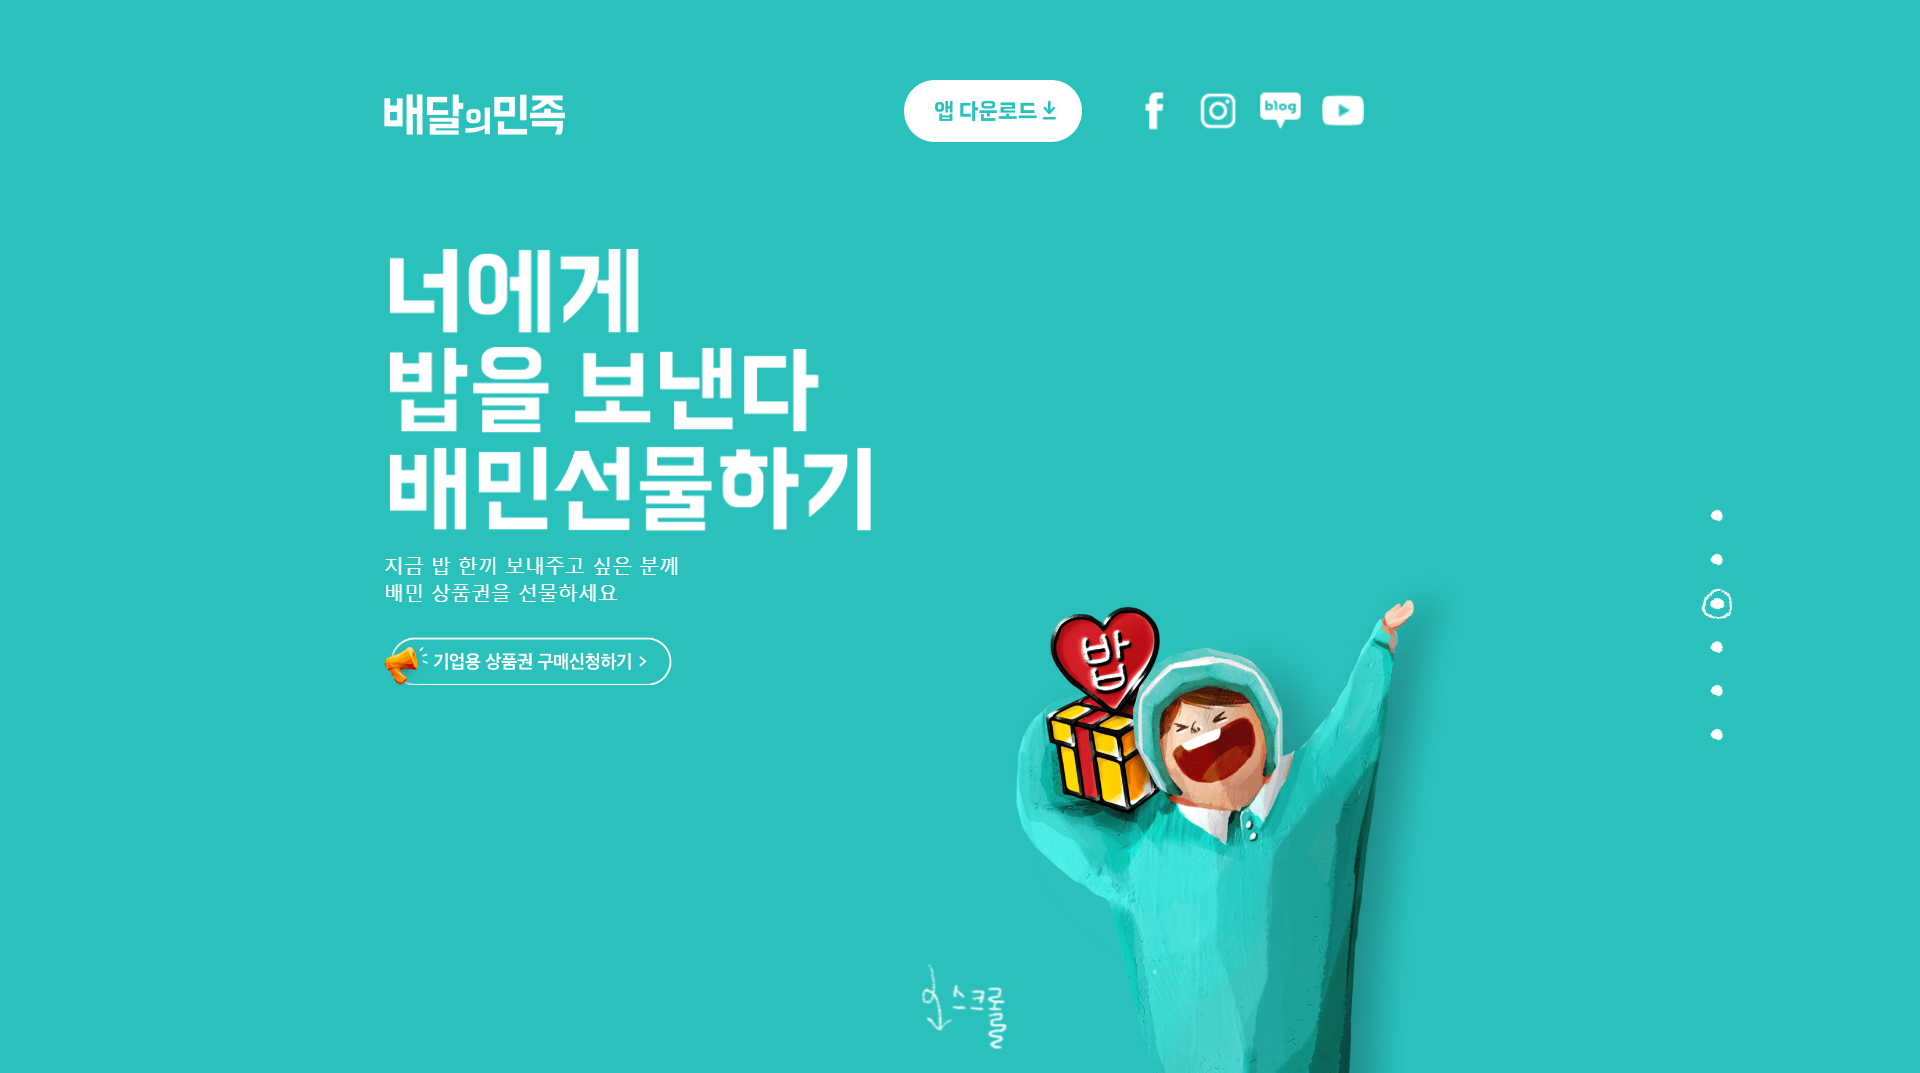 배달의민족
앱 다운로드
blog
너에게
밥을 보낸다
배민선물하기
지금 밥 한끼 보내주고 싶은 분께
배민 상품권을 선물하세요
기업용 상품권 구매신청하기 >
밥
스크롤